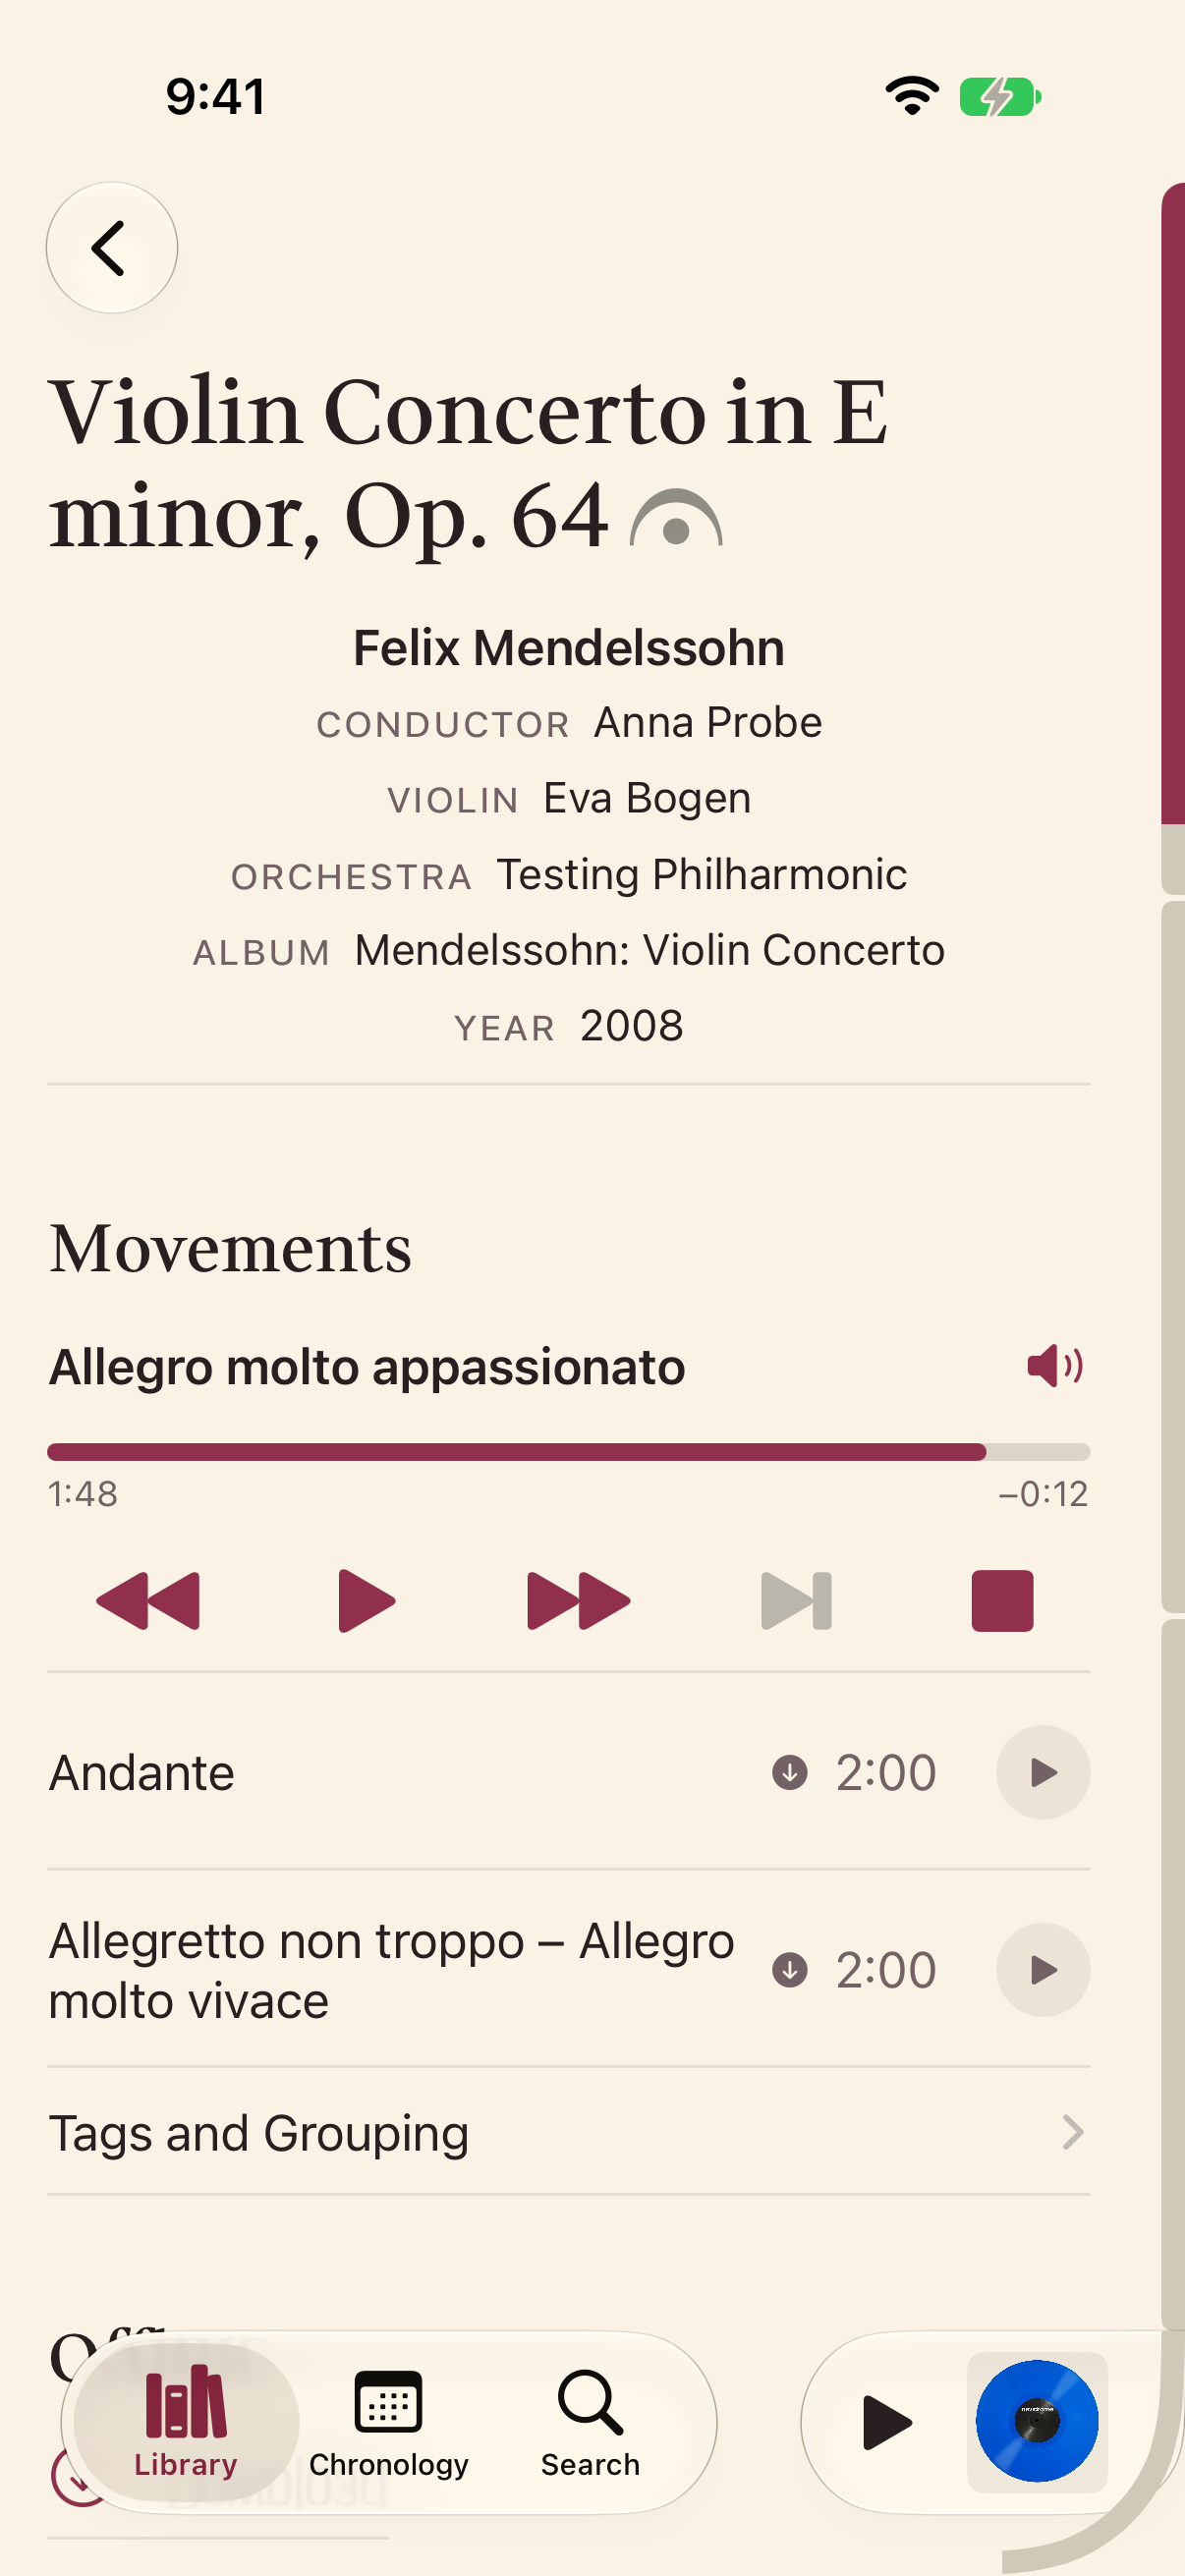 9:41
Violin Concerto in E
minor, Op. 64
Felix Mendelssohn
CONDUCTOR Anna Probe
VIOLIN Eva Bogen
ORCHESTRA Testing Philharmonic
ALBUM Mendelssohn: Violin Concerto
YEAR 2008
Movements
Allegro molto appassionato
1:48 –0:12
Andante 2:00
Allegretto non troppo – Allegro
molto vivace 2:00
Tags and Grouping
Library Chronology Search